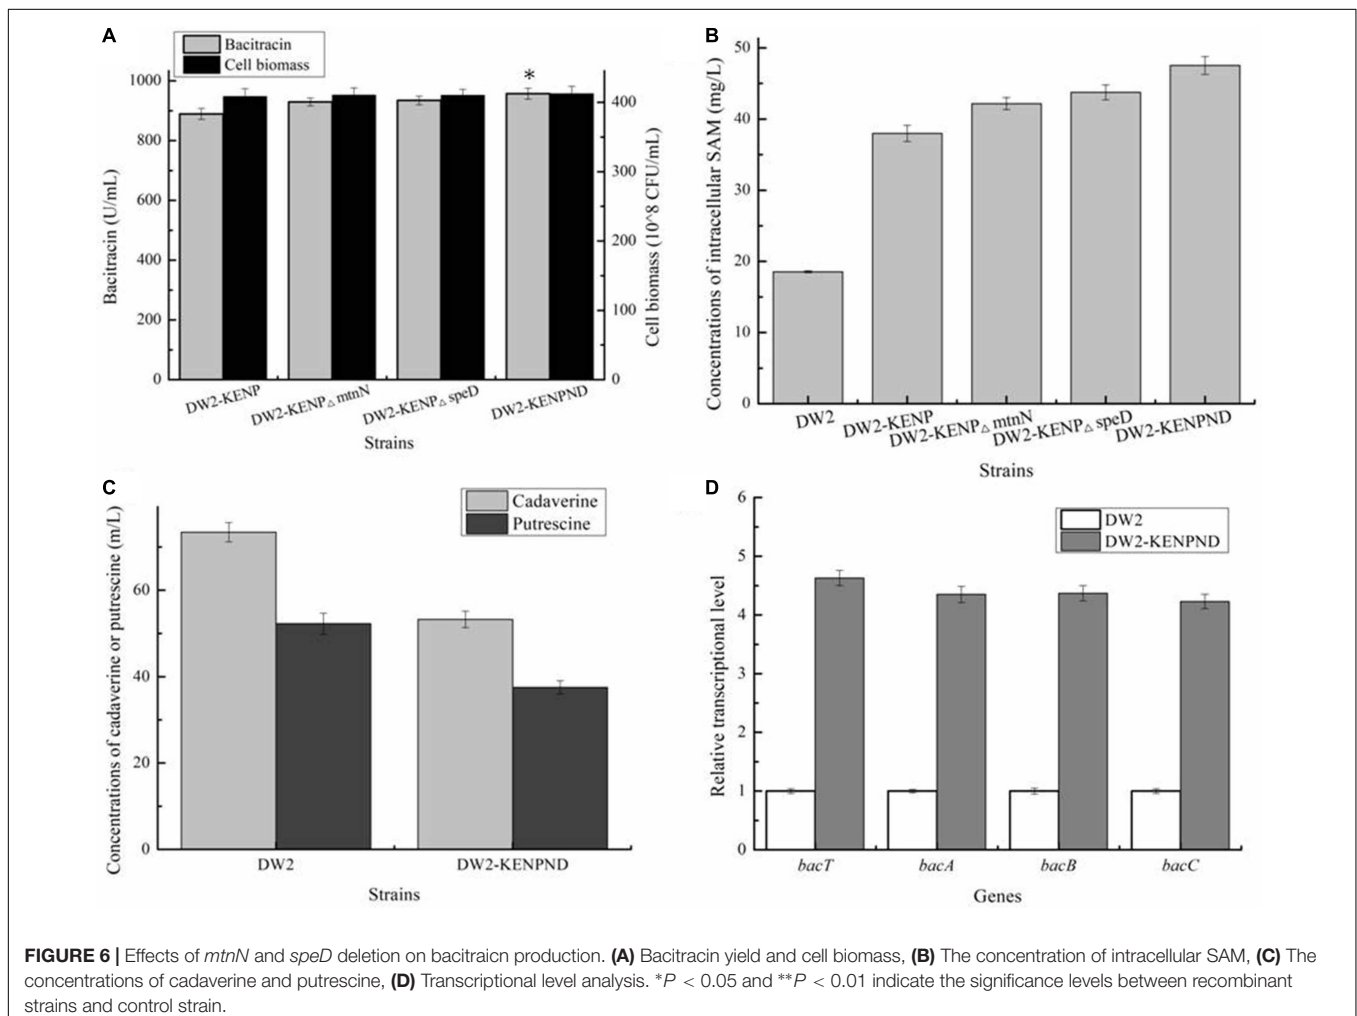 A
Bacitracin
Cell biomass
*
1000
800
600
400
200
0
Bacitracin (U/mL)
400
300
200
100
0
Cell biomass (10^8 CFU/mL)
DW2-KENP
DW2-KENP△mtnN
DW2-KENP△speD
DW2-KENPND
Strains
B
50
40
30
20
10
0
Concentrations of intracellular SAM (mg/L)
DW2
DW2-KENP
DW2-KENP△mtnN
DW2-KENP△speD
DW2-KENPND
Strains
C
Cadaverine
Putrescine
60
40
20
0
Concentrations of cadaverine or putrescine (m/L)
DW2
DW2-KENPND
Strains
D
DW2
DW2-KENPND
6
5
4
3
2
1
0
Relative transcriptional level
bacT
bacA
bacB
bacC
Genes
FIGURE 6 | Effects of mtnN and speD deletion on bacitraicn production. (A) Bacitracin yield and cell biomass, (B) The concentration of intracellular SAM, (C) The
concentrations of cadaverine and putrescine, (D) Transcriptional level analysis. *P < 0.05 and **P < 0.01 indicate the significance levels between recombinant
strains and control strain.